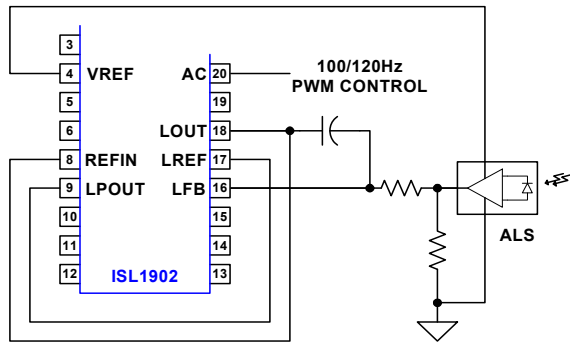 3
4 VREF AC 20 100/120Hz
PWM CONTROL
5 19
6 LOUT 18
8 REFIN LREF 17
9 LPOUT LFB 16
10 15
ALS
11 14
12 ISL1902 13